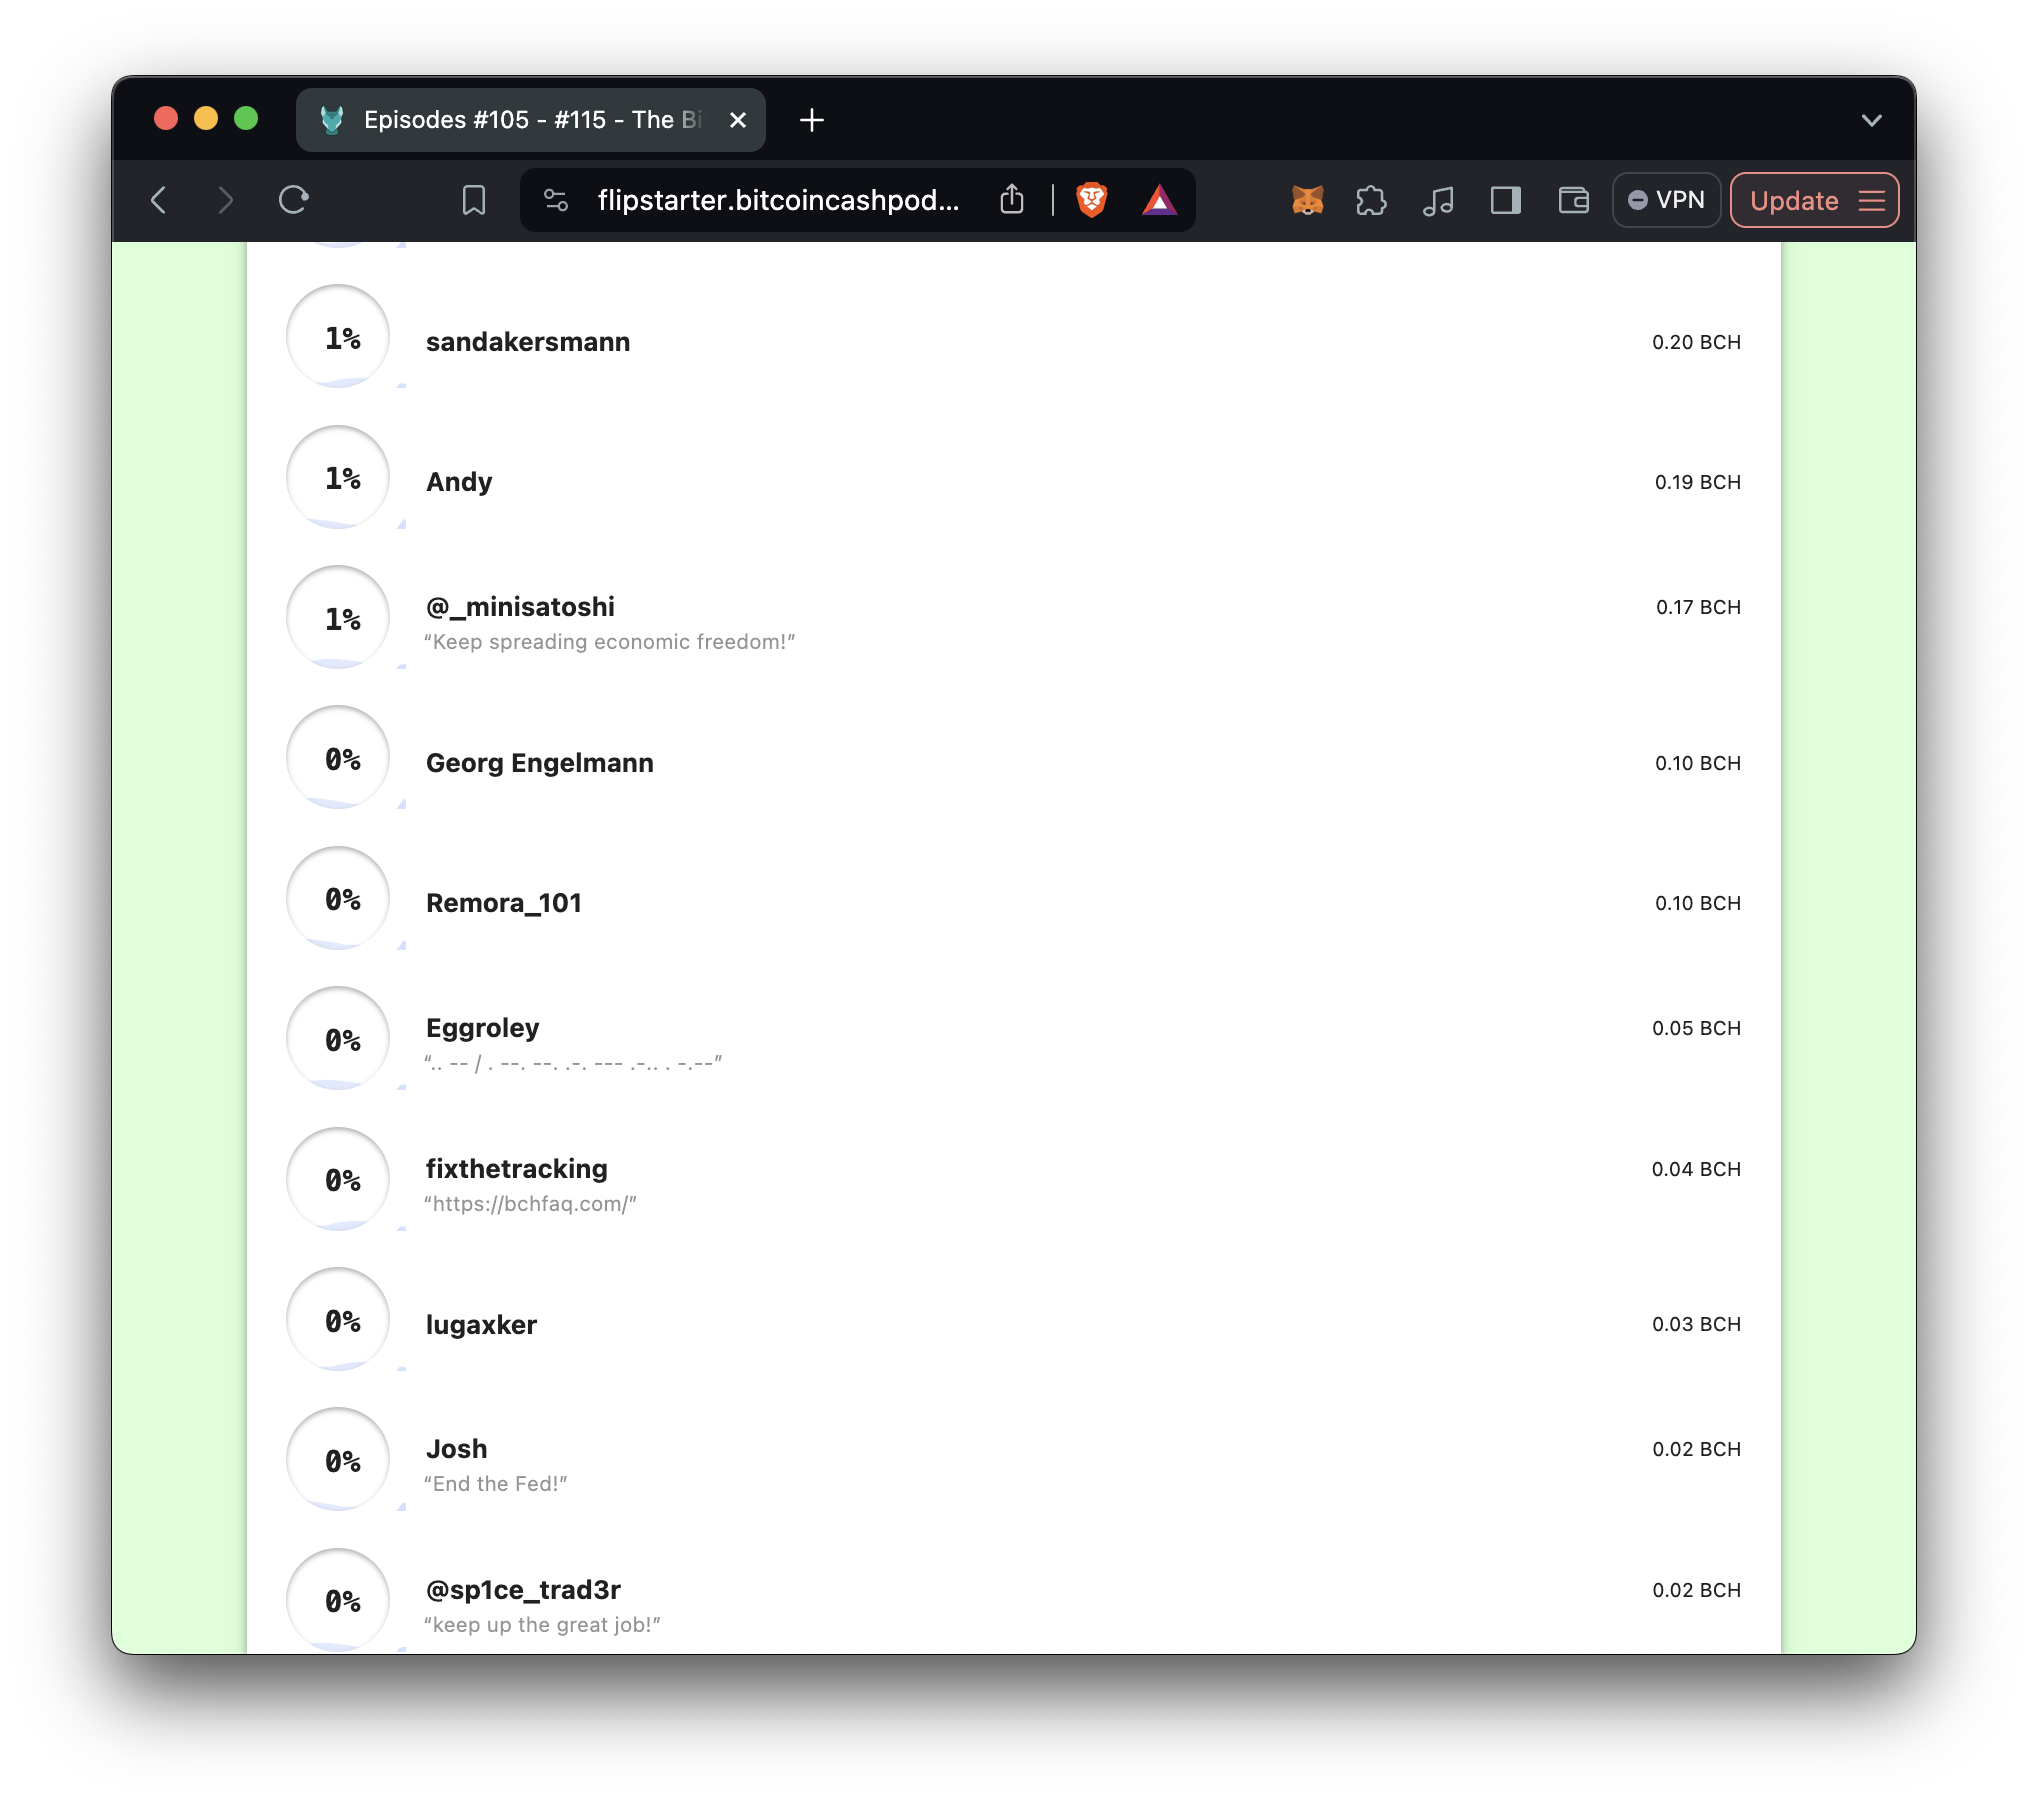 Episodes #105 - #115 - The Bi
flipstarter.bitcoincashpod...
VPN
Update
1%
sandakersmann
0.20 BCH
1%
Andy
0.19 BCH
1%
@_minisatoshi
0.17 BCH
“Keep spreading economic freedom!”
0%
Georg Engelmann
0.10 BCH
0%
Remora_101
0.10 BCH
0%
Eggroley
0.05 BCH
“.. -- / . --. --. .-. --- .-.. . -.--”
0%
fixthetracking
0.04 BCH
“https://bchfaq.com/”
0%
lugaxker
0.03 BCH
0%
Josh
0.02 BCH
“End the Fed!”
0%
@sp1ce_trad3r
0.02 BCH
“keep up the great job!”